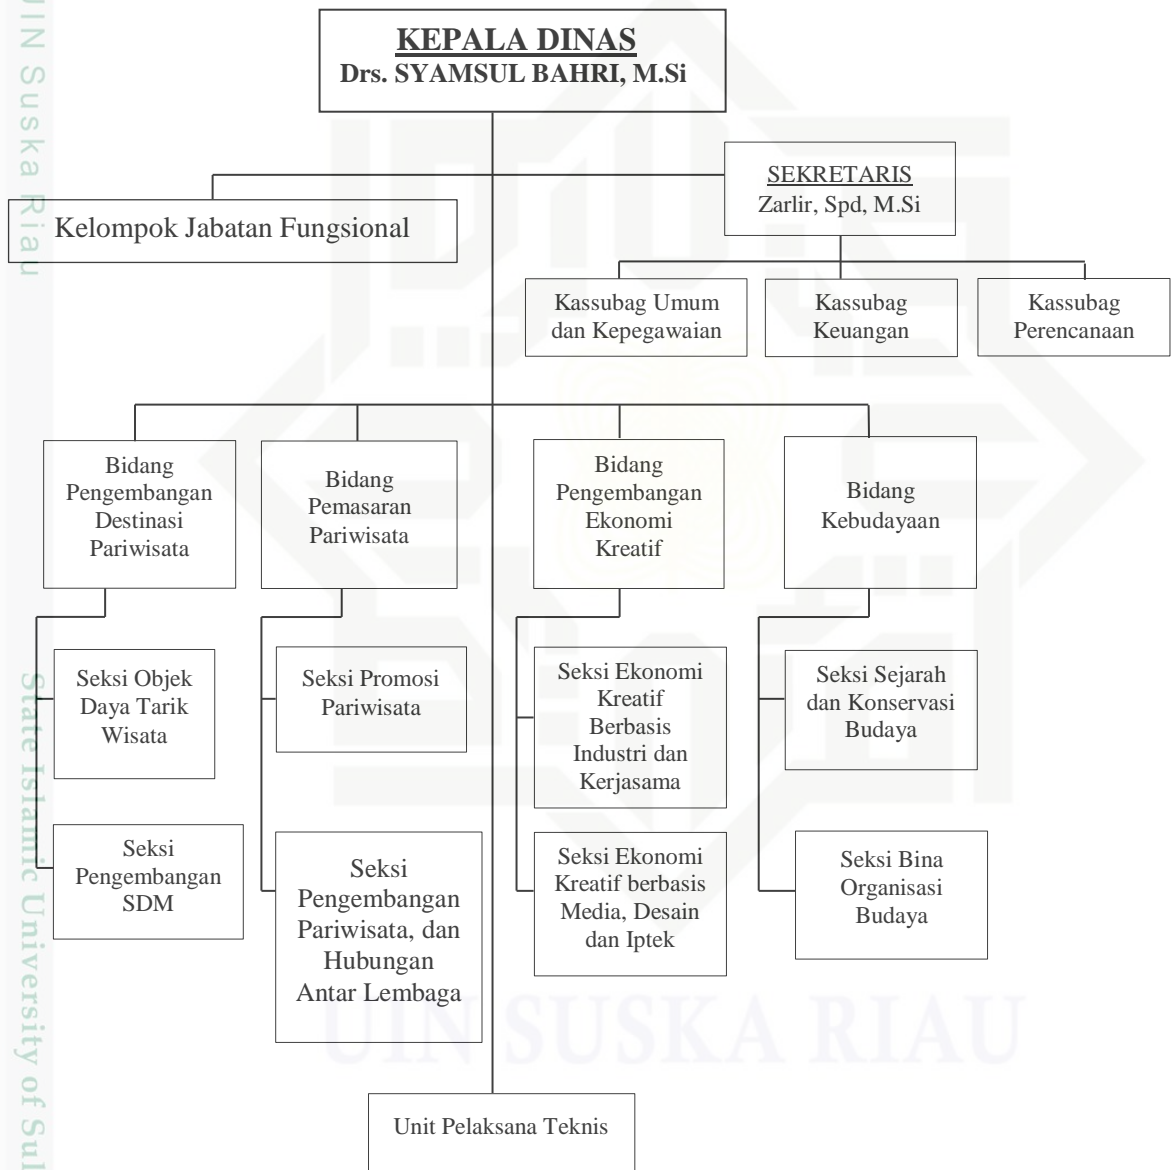 KEPALA DINAS
Drs. SYAMSUL BAHRI, M.Si
SEKRETARIS
Zarlir, Spd, M.Si
Kelompok Jabatan Fungsional
Kassubag Umum
dan Kepegawaian
Kassubag
Keuangan
Kassubag
Perencanaan
Bidang
Pengembangan
Destinasi
Pariwisata
Bidang
Pemasaran
Pariwisata
Bidang
Pengembangan
Ekonomi
Kreatif
Bidang
Kebudayaan
Seksi Objek
Daya Tarik
Wisata
Seksi Promosi
Pariwisata
Seksi Ekonomi
Kreatif
Berbasis
Industri dan
Kerjasama
Seksi Sejarah
dan Konservasi
Budaya
Seksi
Pengembangan
SDM
Seksi
Pengembangan
Pariwisata, dan
Hubungan
Antar Lembaga
Seksi Ekonomi
Kreatif berbasis
Media, Desain
dan Iptek
Seksi Bina
Organisasi
Budaya
Unit Pelaksana Teknis
UIN SUSKA RIAU
UIN Suska Riau
State Islamic University of Sul